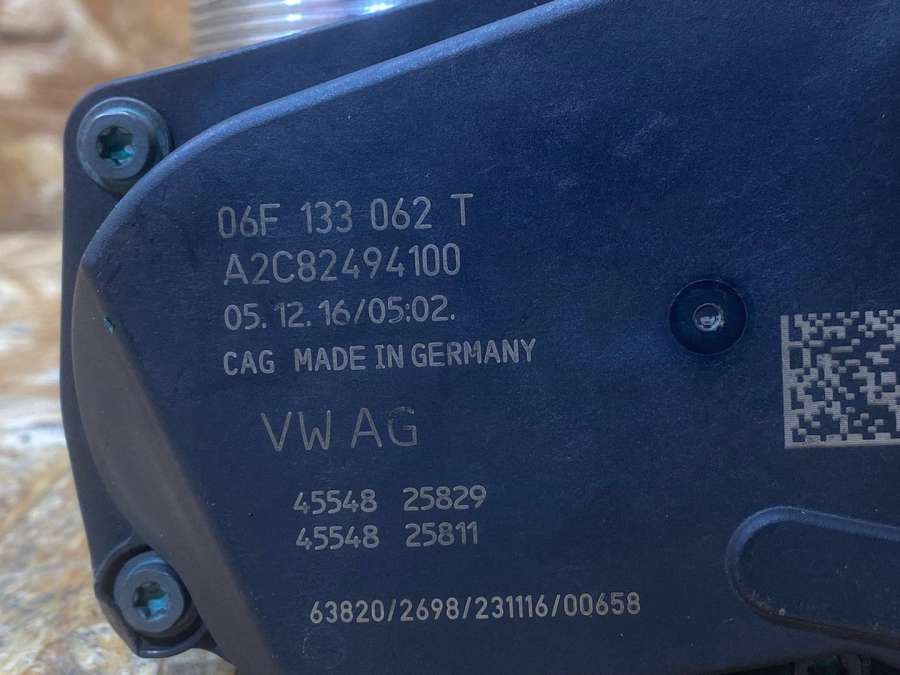 06F 133 062 T
A2C82494100
05.12.16/05:02.
CAG MADE IN GERMANY
VW AG
45548 25829
45548 25811
63820/2698/231116/00658